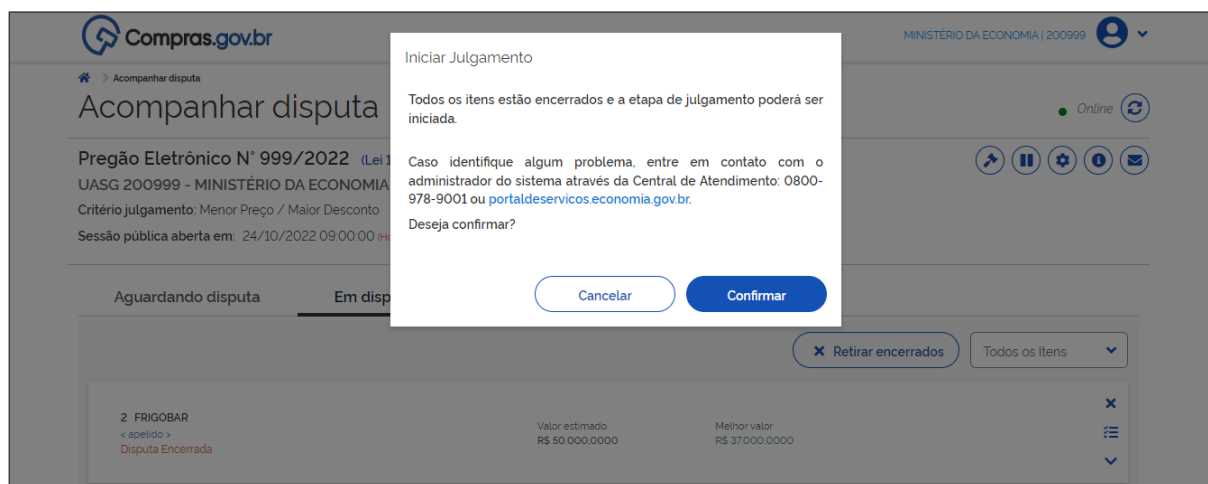 Compras.gov.br
MINISTÉRIO DA ECONOMIA | 200999
Acompanhar disputa
Acompanhar disputa
Online
Pregão Eletrônico N° 999/2022 (Lei 1
UASG 200999 - MINISTÉRIO DA ECONOMIA
Critério julgamento: Menor Preço / Maior Desconto
Sessão pública aberta em: 24/10/2022 09:00:00
Iniciar Julgamento
Todos os itens estão encerrados e a etapa de julgamento poderá ser
iniciada.
Caso identifique algum problema, entre em contato com o
administrador do sistema através da Central de Atendimento: 0800-
978-9001 ou portaldeservicos.economia.gov.br.
Deseja confirmar?
Cancelar
Confirmar
Aguardando disputa
Em disp
Retirar encerrados
Todos os Itens
2 FRIGOBAR
< apelido >
Disputa Encerrada
Valor estimado
R$ 50.000,0000
Melhor valor
R$ 37.000,0000